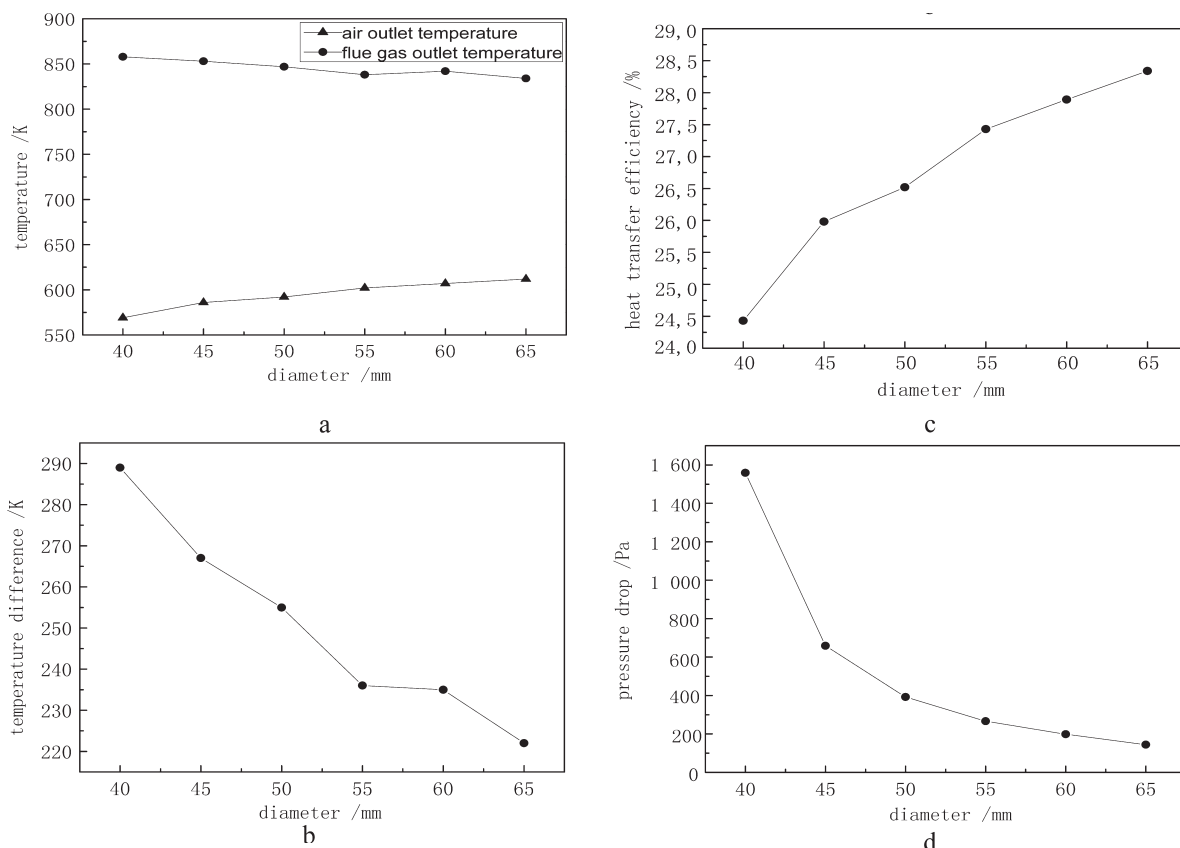 900
850
800
750
700
650
600
550
temperature /K
air outlet temperature
flue gas outlet temperature
40 45 50 55 60 65
diameter /mm
a
29,0
28,5
28,0
27,5
27,0
26,5
26,0
25,5
25,0
24,5
24,0
heat transfer efficiency /%
40 45 50 55 60 65
diameter /mm
c
290
280
270
260
250
240
230
220
temperature difference /K
40 45 50 55 60 65
diameter /mm
b
1 600
1 400
1 200
1 000
800
600
400
200
0
pressure drop /Pa
40 45 50 55 60 65
diameter /mm
d